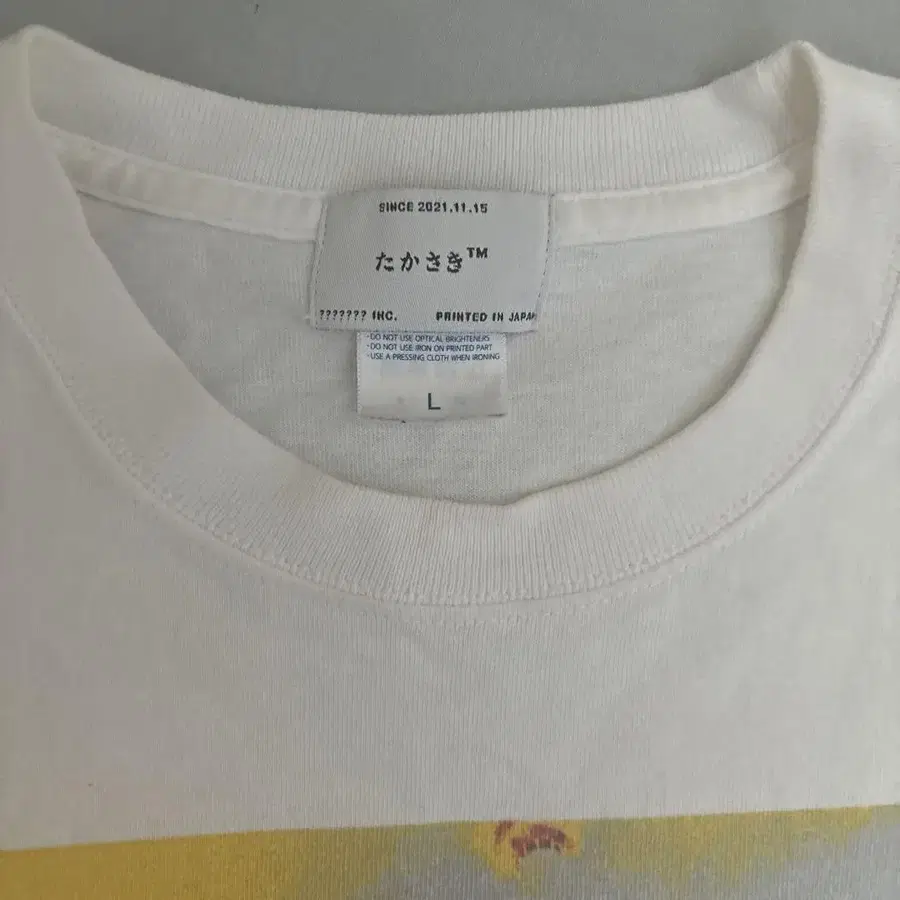 SINCE 2021.11.15
たかさき™
??????? INC. PRINTED IN JAPAN
·DO NOT USE OPTICAL BRIGHTENERS
·DO NOT USE IRON ON PRINTED PART
·USE A PRESSING CLOTH WHEN IRONING
L